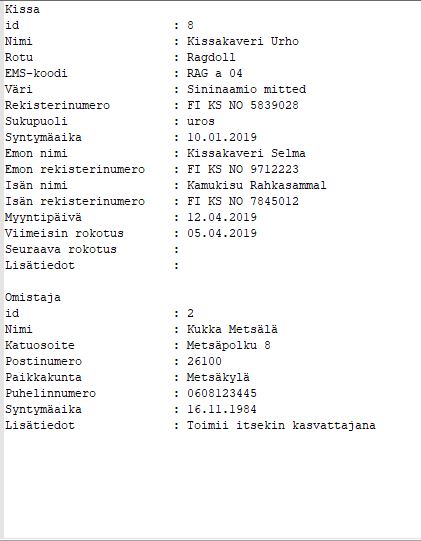 Kissa
id : 8
Nimi : Kissakaveri Urho
Rotu : Ragdoll
EMS-koodi : RAG a 04
Väri : Sininaamio mitted
Rekisterinumero : FI KS NO 5839028
Sukupuoli : uros
Syntymäaika : 10.01.2019
Emon nimi : Kissakaveri Selma
Emon rekisterinumero : FI KS NO 9712223
Isän nimi : Kamukisu Rahkasammal
Isän rekisterinumero : FI KS NO 7845012
Myyntipäivä : 12.04.2019
Viimeisin rokotus : 05.04.2019
Seuraava rokotus :
Lisätiedot :
Omistaja
id : 2
Nimi : Kukka Metsälä
Katuosoite : Metsäpolku 8
Postinumero : 26100
Paikkakunta : Metsäkylä
Puhelinnumero : 0608123445
Syntymäaika : 16.11.1984
Lisätiedot : Toimii itsekin kasvattajana